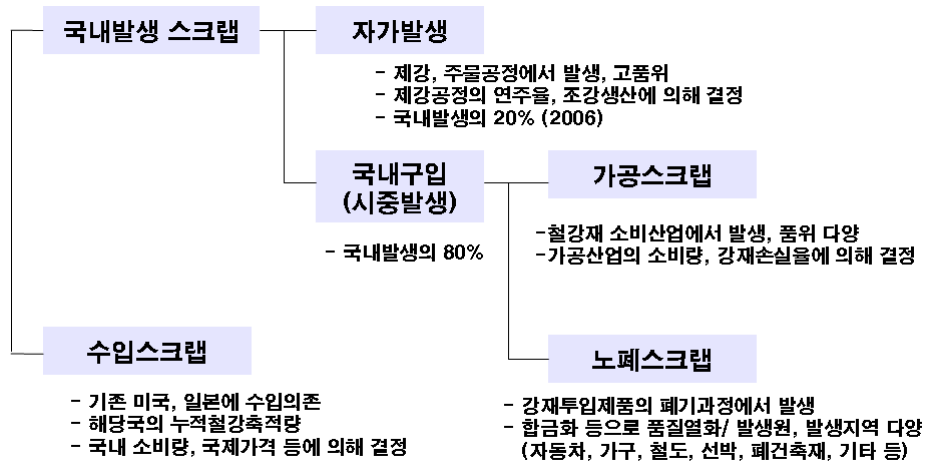 국내발생 스크랩
자가발생
- 제강, 주물공정에서 발생, 고품위
- 제강공정의 연주율, 조강생산에 의해 결정
- 국내발생의 20% (2006)
국내구입
(시중발생)
- 국내발생의 80%
가공스크랩
-철강재 소비산업에서 발생, 품위 다양
-가공산업의 소비량, 강재손실율에 의해 결정
수입스크랩
- 기존 미국, 일본에 수입의존
- 해당국의 누적철강축적량
- 국내 소비량, 국제가격 등에 의해 결정
노폐스크랩
- 강재투입제품의 폐기과정에서 발생
- 합금화 등으로 품질열화/ 발생원, 발생지역 다양
(자동차, 가구, 철도, 선박, 폐건축재, 기타 등)